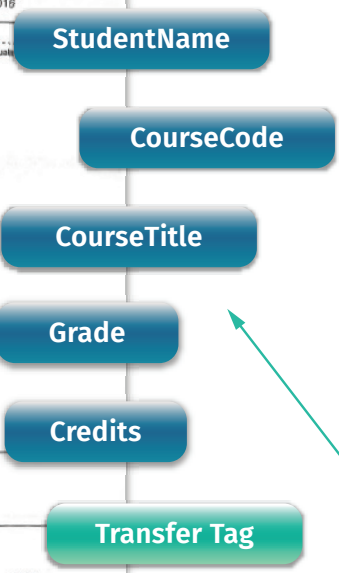 StudentName
CourseCode
CourseTitle
Grade
Credits
Transfer Tag